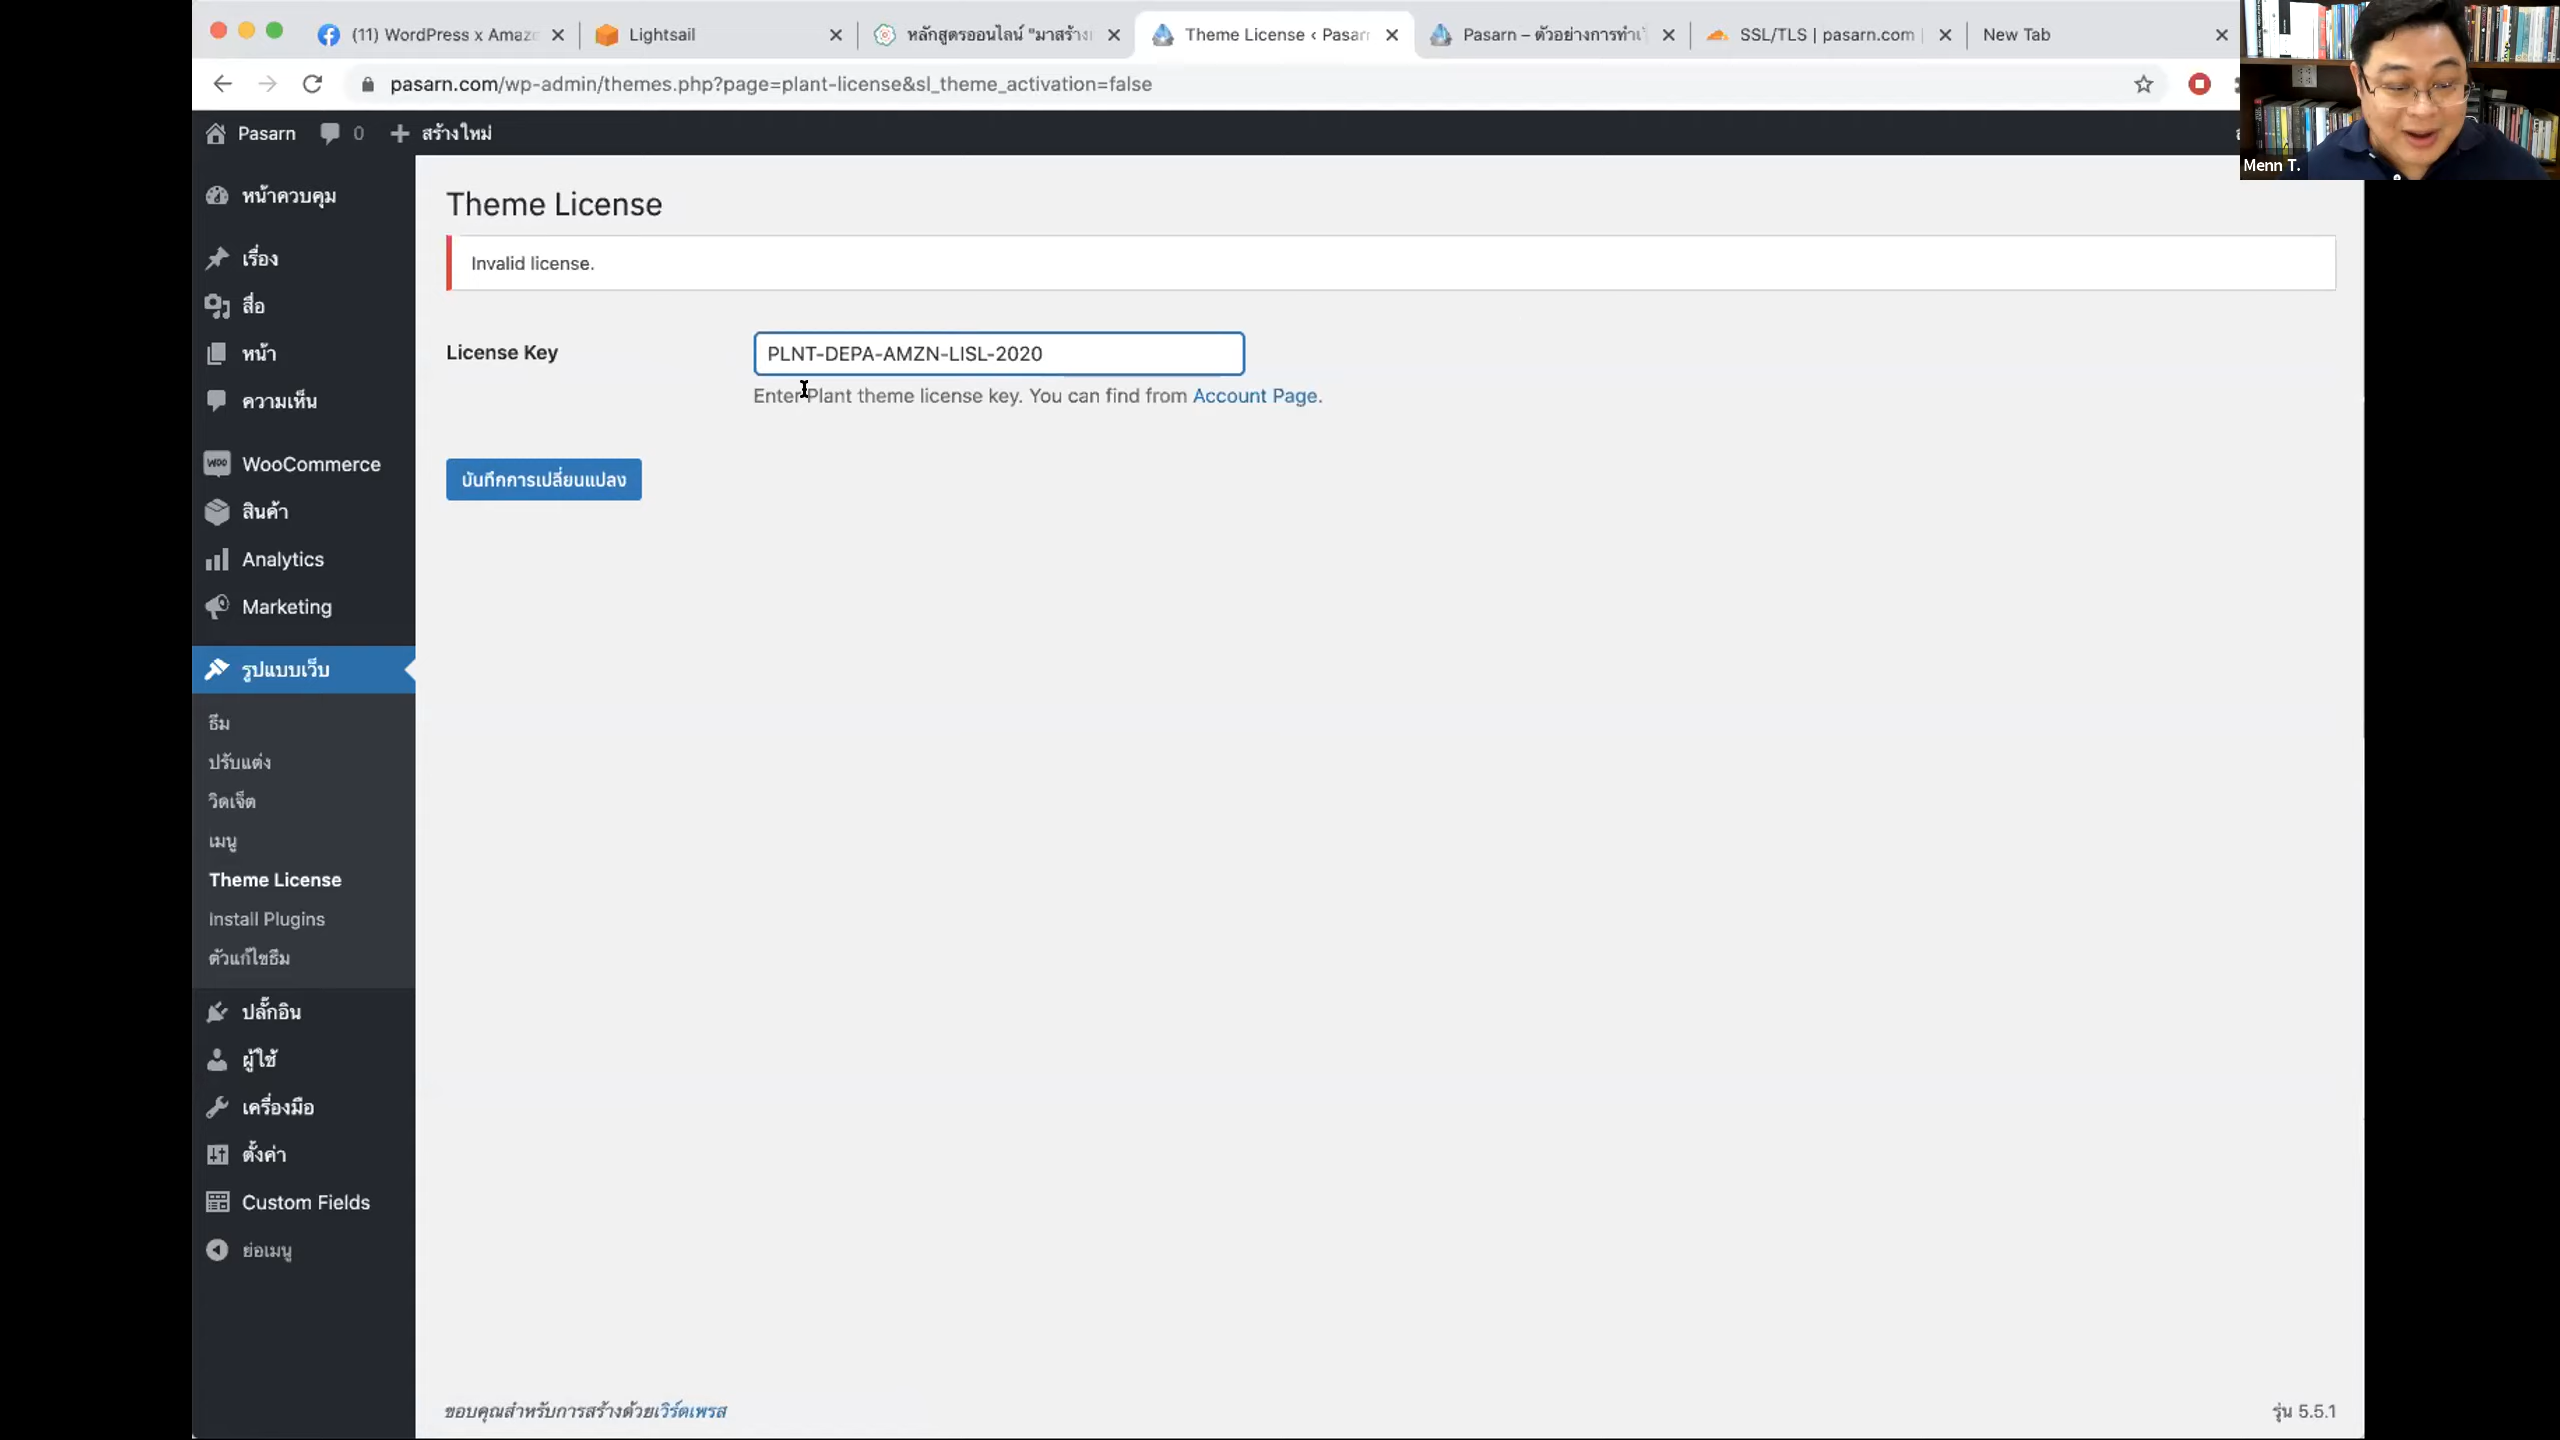 (11) WordPress x Amaz
Lightsail
หลักสูตรออนไลน์ "มาสร้าง
Theme License ‹ Pasarn
Pasarn – ตัวอย่างการทำเ
SSL/TLS | pasarn.com |
New Tab
pasarn.com/wp-admin/themes.php?page=plant-license&sl_theme_activation=false
Pasarn
0
สร้างใหม่
Menn T.
หน้าควบคุม
เรื่อง
สื่อ
หน้า
ความเห็น
WooCommerce
สินค้า
Analytics
Marketing
รูปแบบเว็บ
ธีม
ปรับแต่ง
วิดเจ็ต
เมนู
Theme License
Install Plugins
ตัวแก้ไขธีม
ปลั๊กอิน
ผู้ใช้
เครื่องมือ
ตั้งค่า
Custom Fields
ย่อเมนู
Theme License
Invalid license.
License Key
PLNT-DEPA-AMZN-LISL-2020
Enter Plant theme license key. You can find from Account Page.
บันทึกการเปลี่ยนแปลง
ขอบคุณสำหรับการสร้างด้วยเวิร์ดเพรส
รุ่น 5.5.1